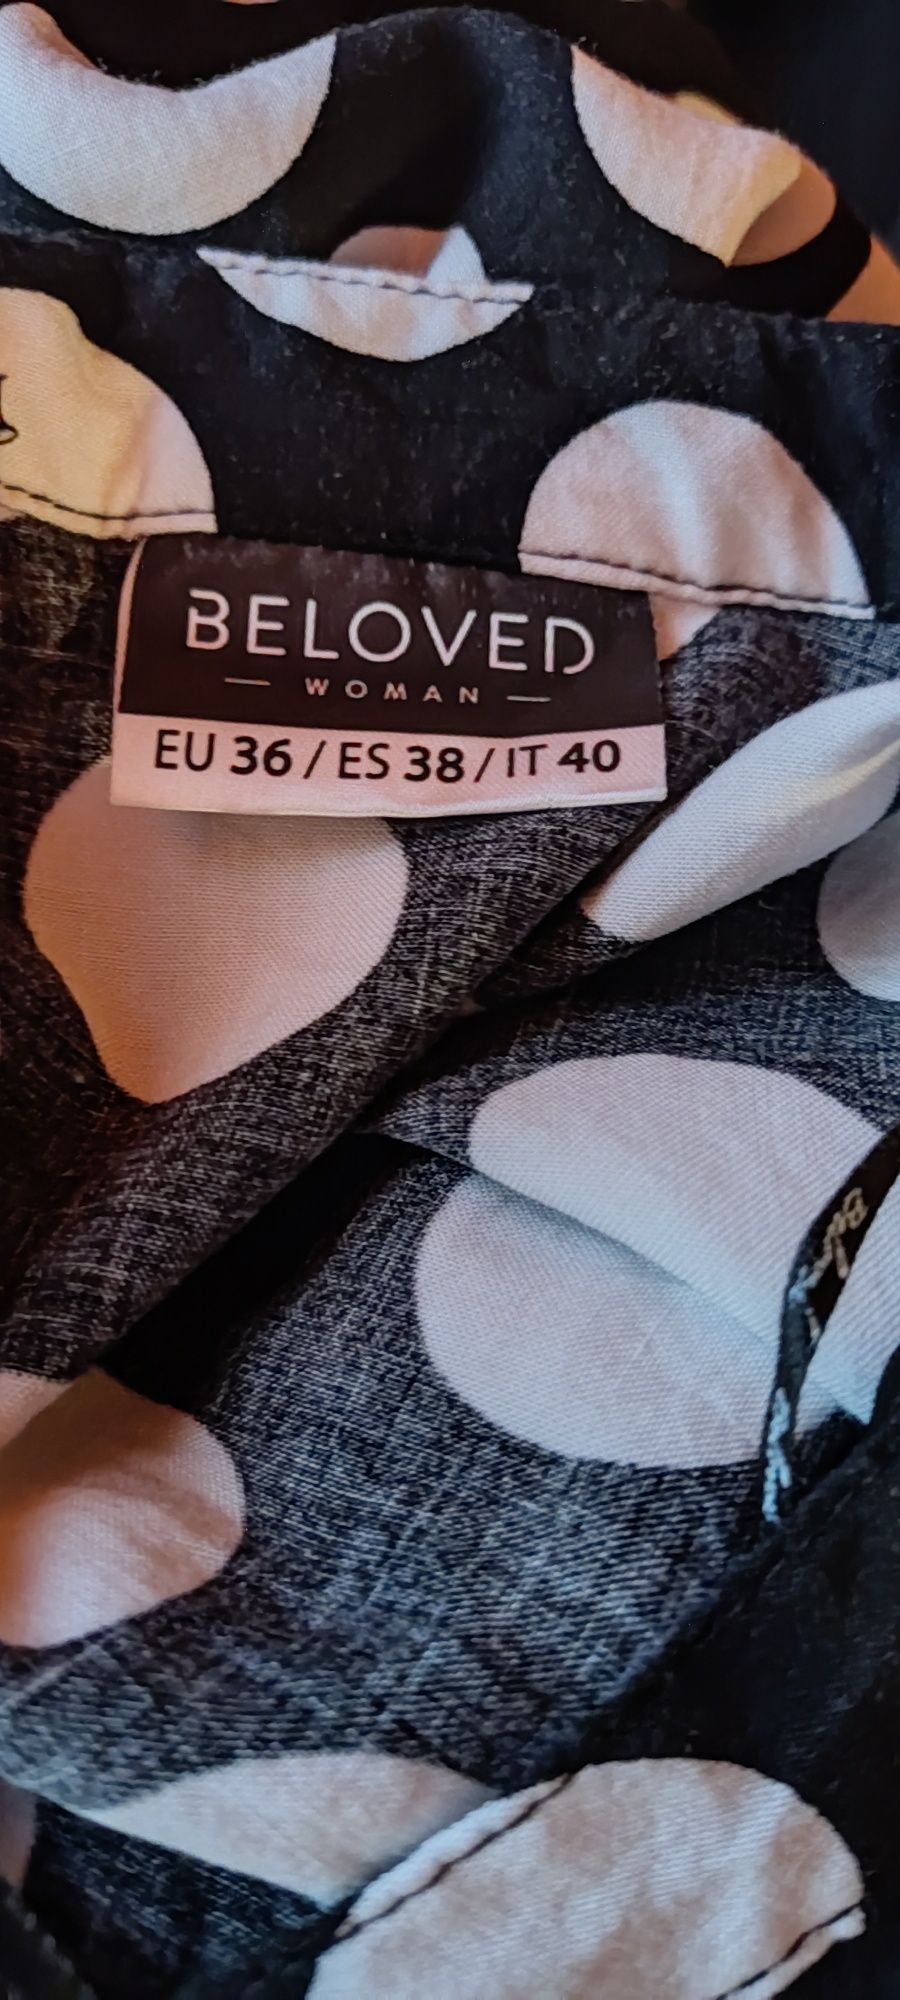 BELOVED
— WOMAN —
EU 36 / ES 38 / IT 40